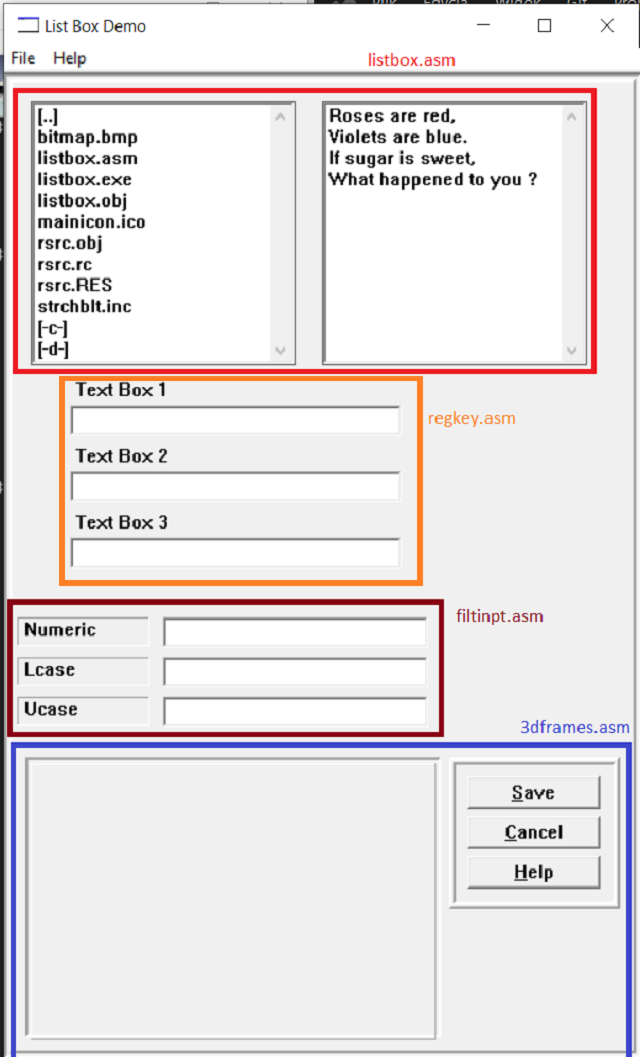 List Box Demo
File Help
listbox.asm
[..]
bitmap.bmp
listbox.asm
listbox.exe
listbox.obj
mainicon.ico
rsrc.obj
rsrc.rc
rsrc.RES
strchblt.inc
[-c-]
[-d-]
Roses are red,
Violets are blue.
If sugar is sweet,
What happened to you ?
Text Box 1
regkey.asm
Text Box 2
Text Box 3
filtinpt.asm
Numeric
Lcase
Ucase
3dframes.asm
Save
Cancel
Help